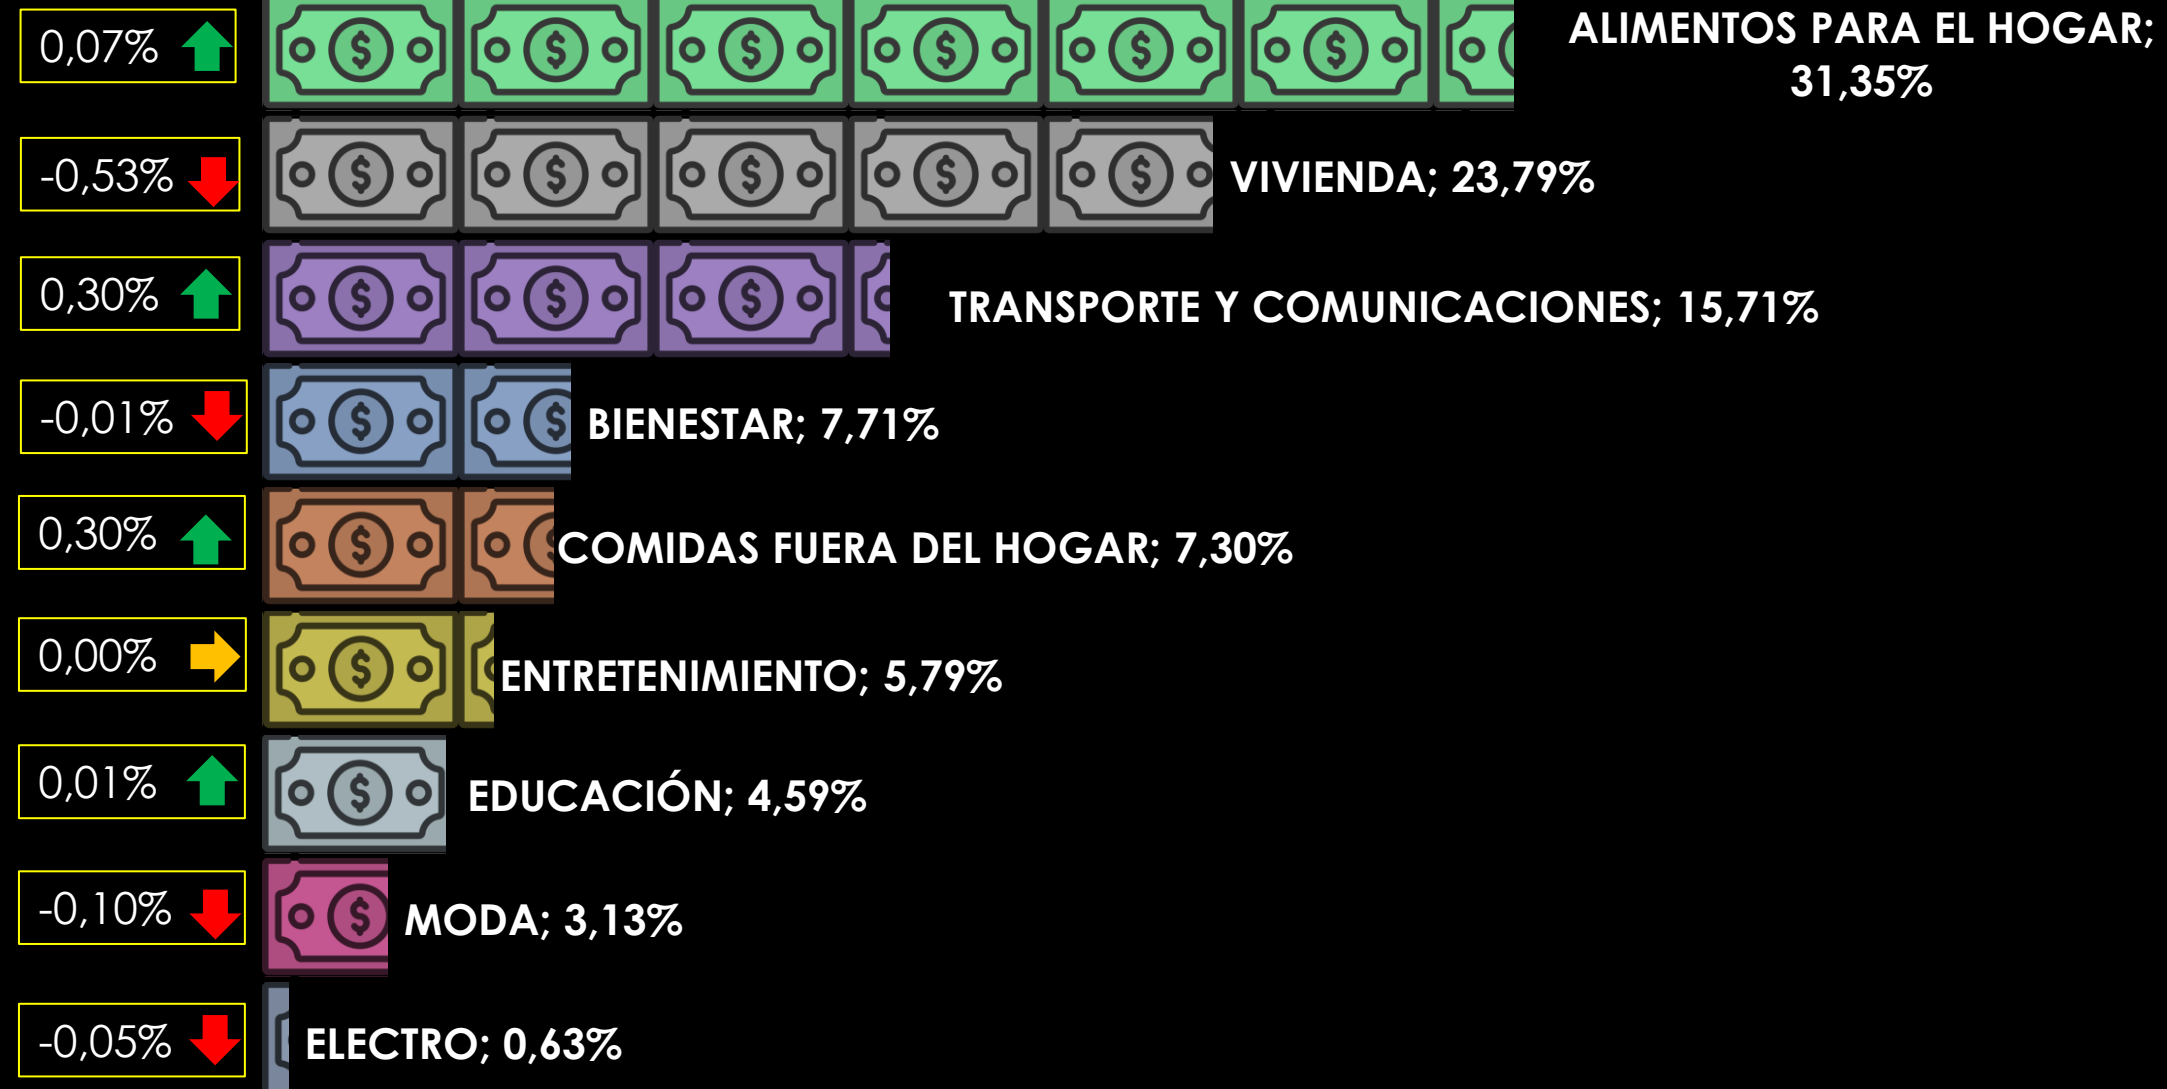 0,07%
ALIMENTOS PARA EL HOGAR;
31,35%
-0,53%
VIVIENDA; 23,79%
0,30%
TRANSPORTE Y COMUNICACIONES; 15,71%
-0,01%
BIENESTAR; 7,71%
0,30%
COMIDAS FUERA DEL HOGAR; 7,30%
0,00%
ENTRETENIMIENTO; 5,79%
0,01%
EDUCACIÓN; 4,59%
-0,10%
MODA; 3,13%
-0,05%
ELECTRO; 0,63%